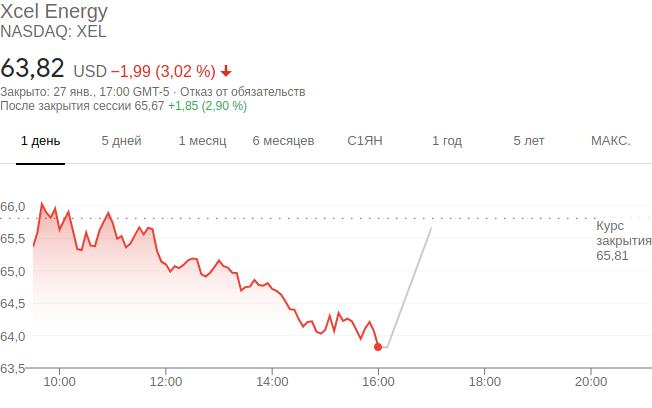 Xcel Energy
NASDAQ: XEL
63,82 USD −1,99 (3,02 %)
Закрыто: 27 янв., 17:00 GMT-5 · Отказ от обязательств
После закрытия сессии 65,67 +1,85 (2,90 %)
1 день 5 дней 1 месяц 6 месяцев С1ЯН 1 год 5 лет МАКС.
66,0
65,5
65,0
64,5
64,0
63,5
Курс
закрытия
65,81
10:00 12:00 14:00 16:00 18:00 20:00